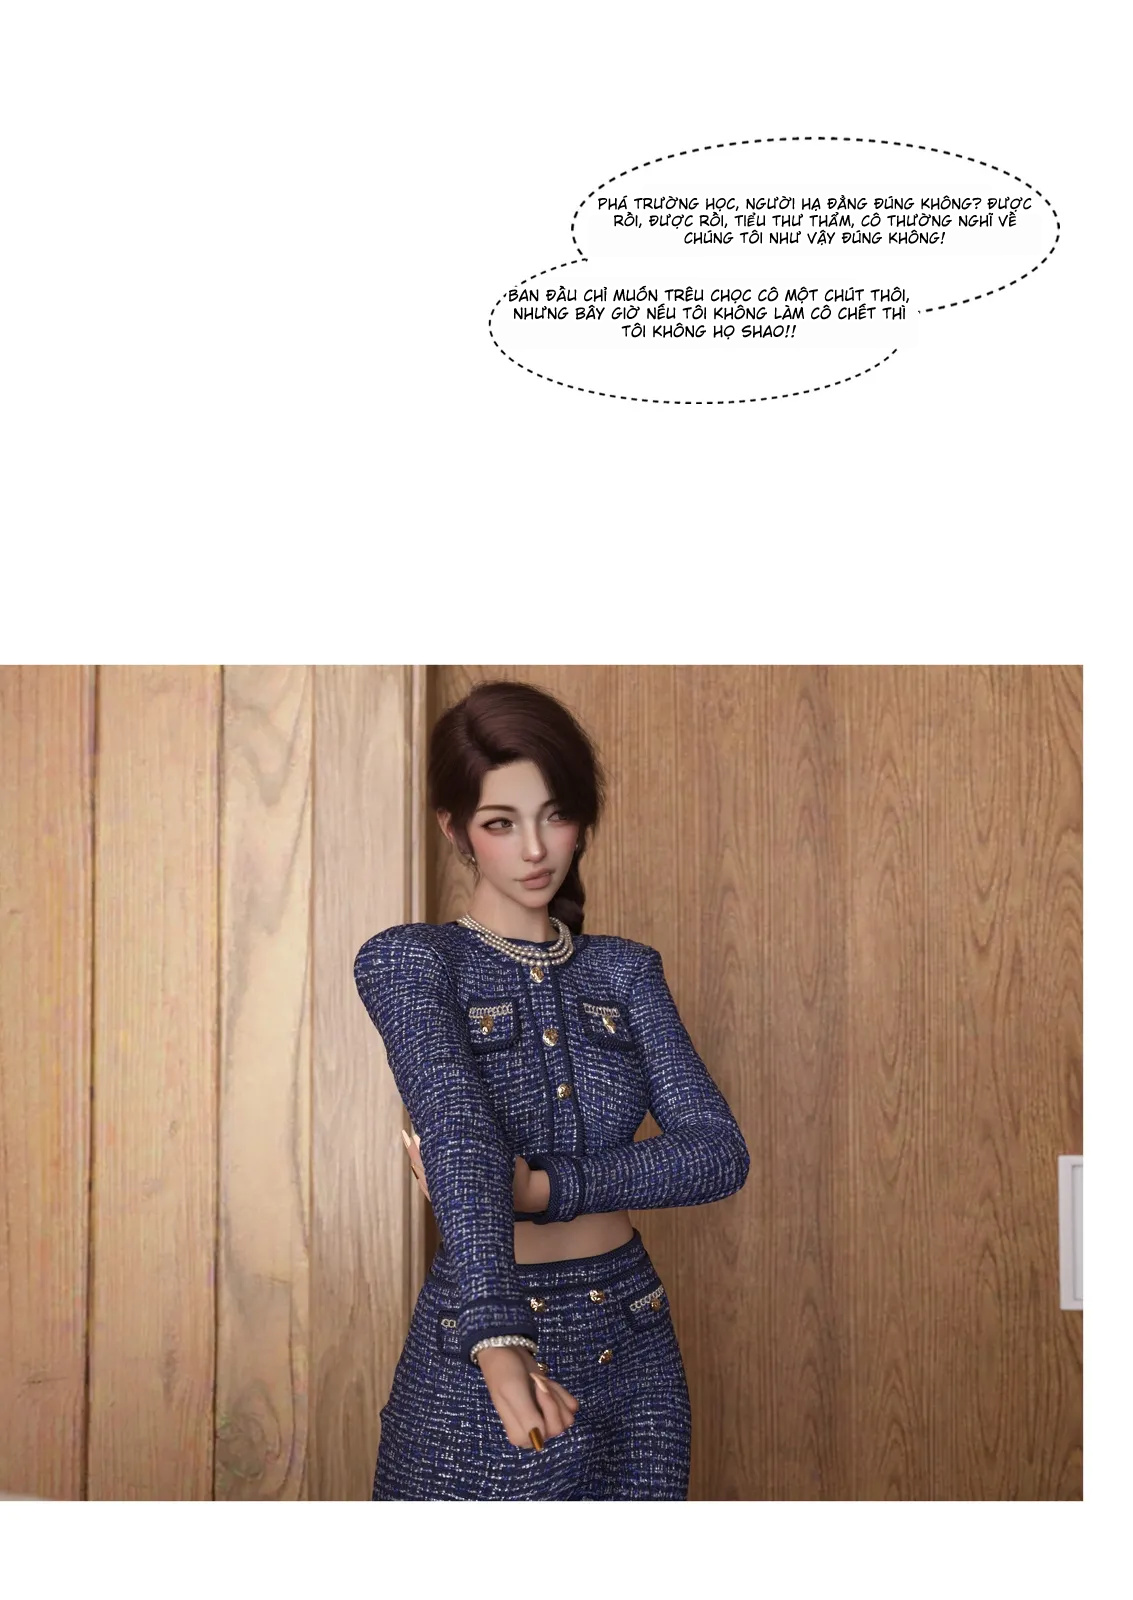 PHÁ TRƯỜNG HỌC, NGƯỜI HẠ ĐẲNG ĐÚNG KHÔNG? ĐƯỢC
RỒI, ĐƯỢC RỒI, TIỂU THƯ THẨM, CÔ THƯỜNG NGHĨ VỀ
CHÚNG TÔI NHƯ VẬY ĐÚNG KHÔNG!
BAN ĐẦU CHỈ MUỐN TRÊU CHỌC CÔ MỘT CHÚT THÔI,
NHƯNG BÂY GIỜ NẾU TÔI KHÔNG LÀM CÔ CHẾT THÌ
TÔI KHÔNG HỌ SHAO!!